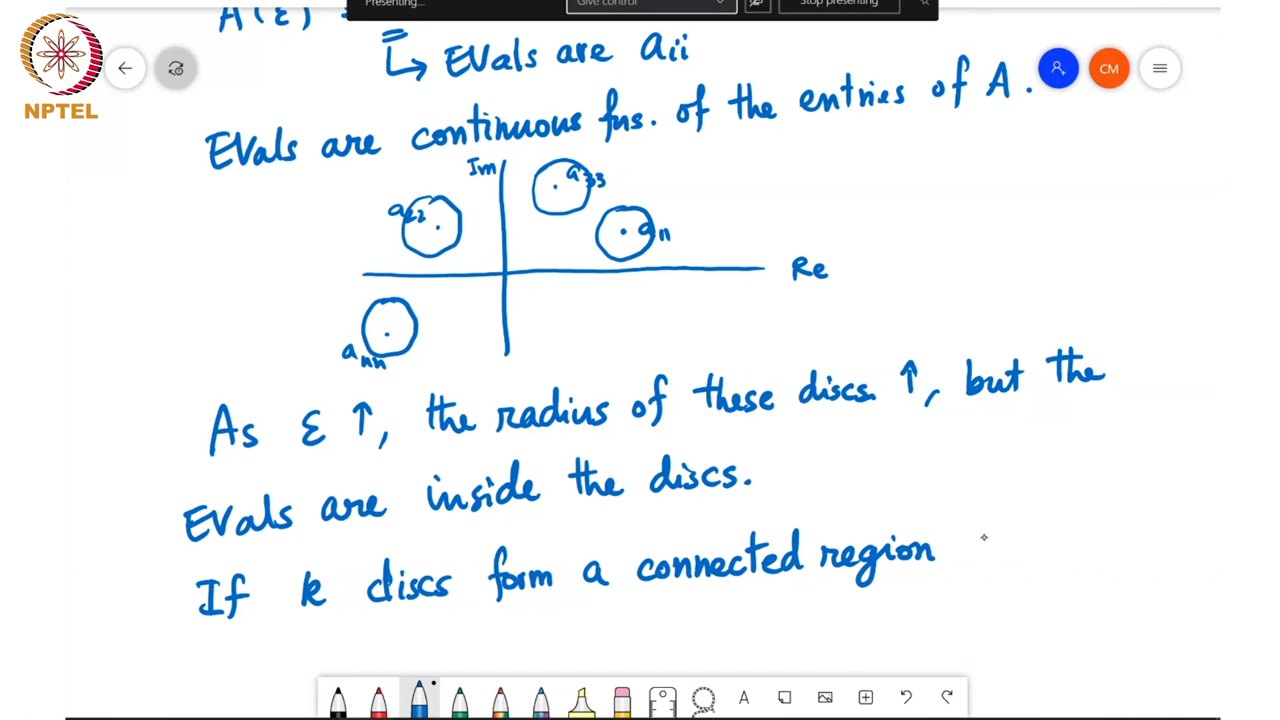 Presenting...
Give control
Stop presenting
A(ε) =
↳ EVals are aii
NPTEL
CM
EVals are continuous fns. of the entries of A.
Im
a33
a22
a11
Re
ann
As ε ↑, the radius of these discs ↑, but the
EVals are inside the discs.
If k discs form a connected region
A